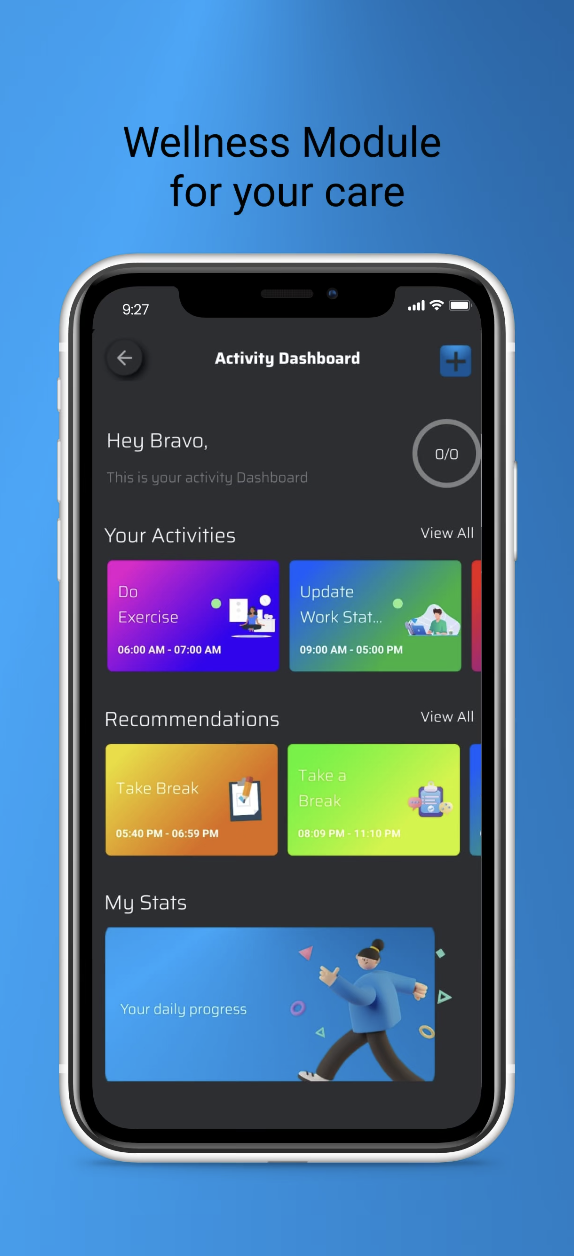 Wellness Module
for your care
9:27
Activity Dashboard
Hey Bravo,
This is your activity Dashboard
0/0
Your Activities
View All
Do
Exercise
06:00 AM - 07:00 AM
Update
Work Stat...
09:00 AM - 05:00 PM
Recommendations
View All
Take Break
05:40 PM - 06:59 PM
Take a
Break
08:09 PM - 11:10 PM
My Stats
Your daily progress